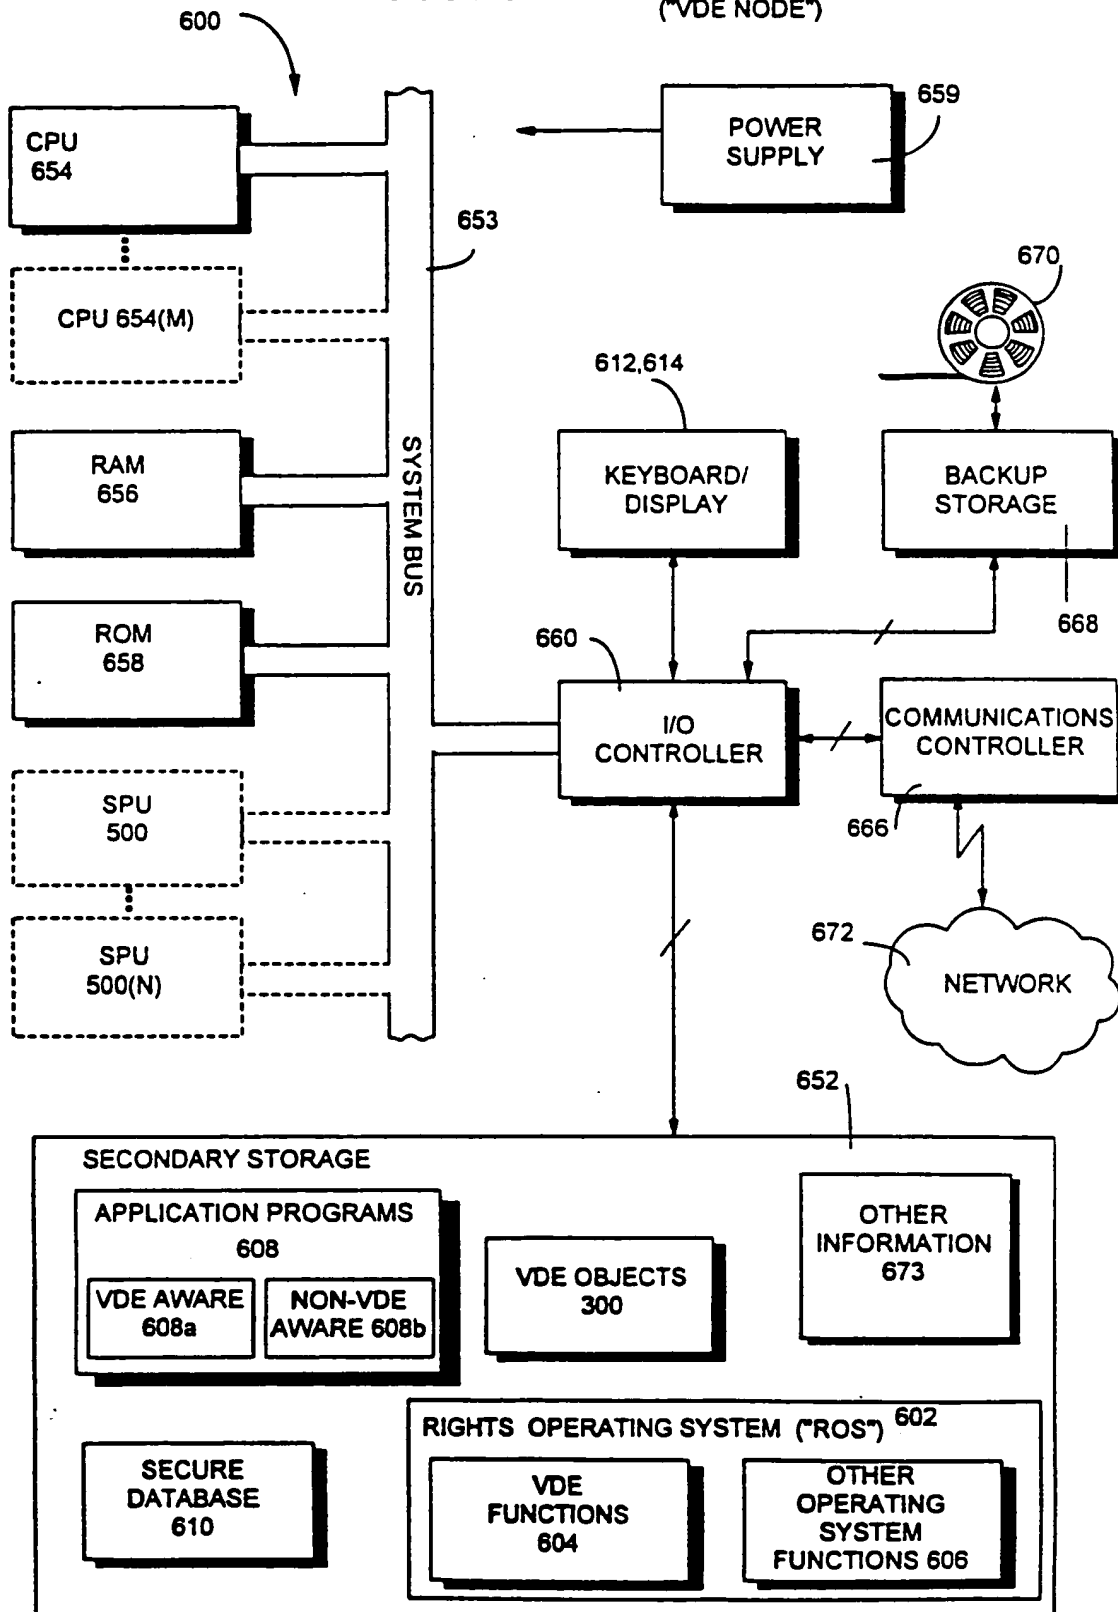 ("VDE NODE")
600
CPU
654
POWER
SUPPLY
659
653
CPU 654(M)
670
612,614
RAM
656
SYSTEM BUS
KEYBOARD/
DISPLAY
BACKUP
STORAGE
668
ROM
658
660
I/O
CONTROLLER
COMMUNICATIONS
CONTROLLER
666
SPU
500
SPU
500(N)
672
NETWORK
652
SECONDARY STORAGE
APPLICATION PROGRAMS
608
VDE AWARE
608a
NON-VDE
AWARE 608b
VDE OBJECTS
300
OTHER
INFORMATION
673
SECURE
DATABASE
610
RIGHTS OPERATING SYSTEM ("ROS") 602
VDE
FUNCTIONS
604
OTHER
OPERATING
SYSTEM
FUNCTIONS 606